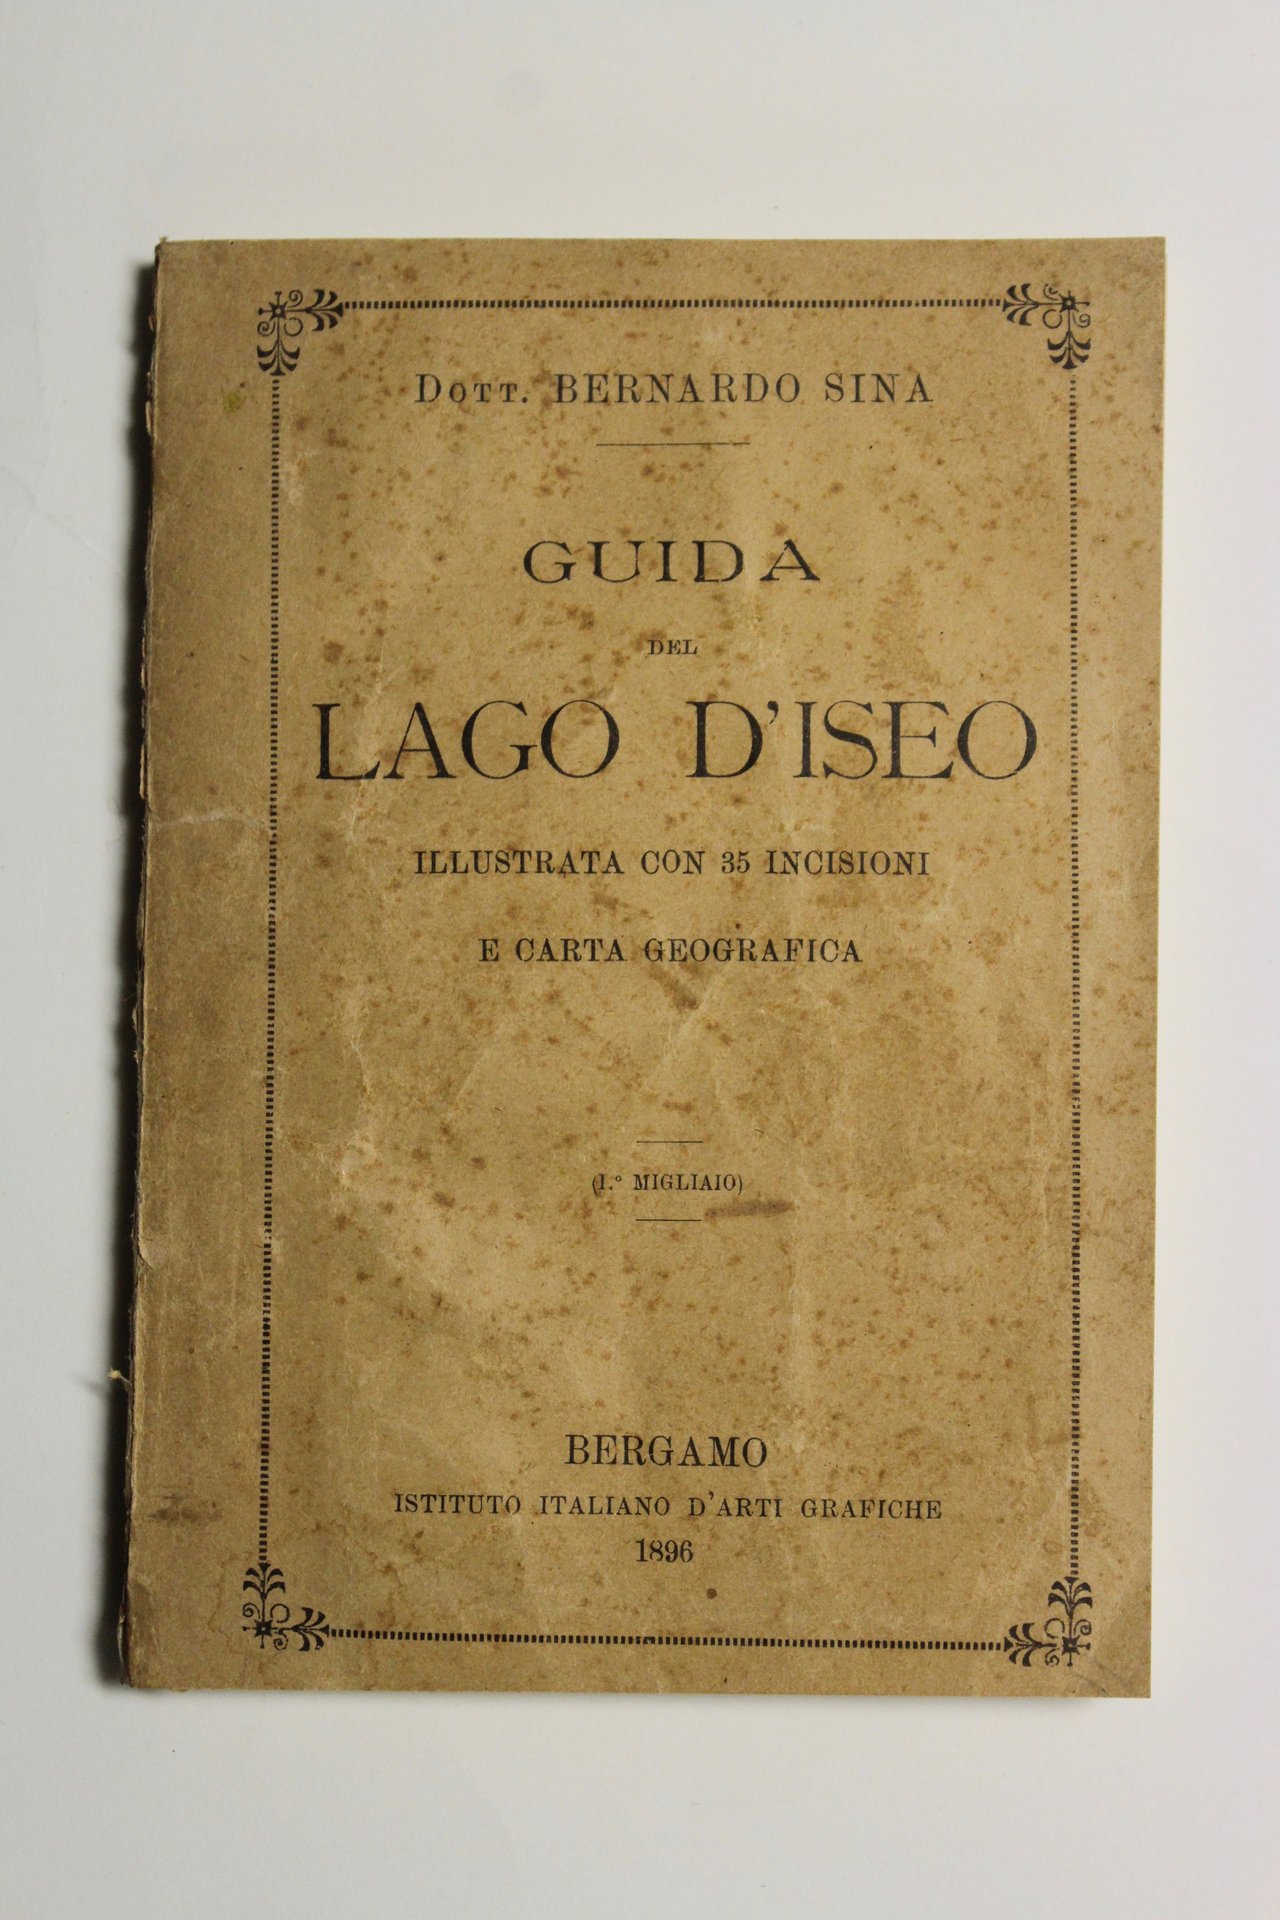 Dott. BERNARDO SINA
GUIDA
DEL
LAGO D'ISEO
ILLUSTRATA CON 35 INCISIONI
E CARTA GEOGRAFICA
(I.º MIGLIAIO)
BERGAMO
ISTITUTO ITALIANO D'ARTI GRAFICHE
1896